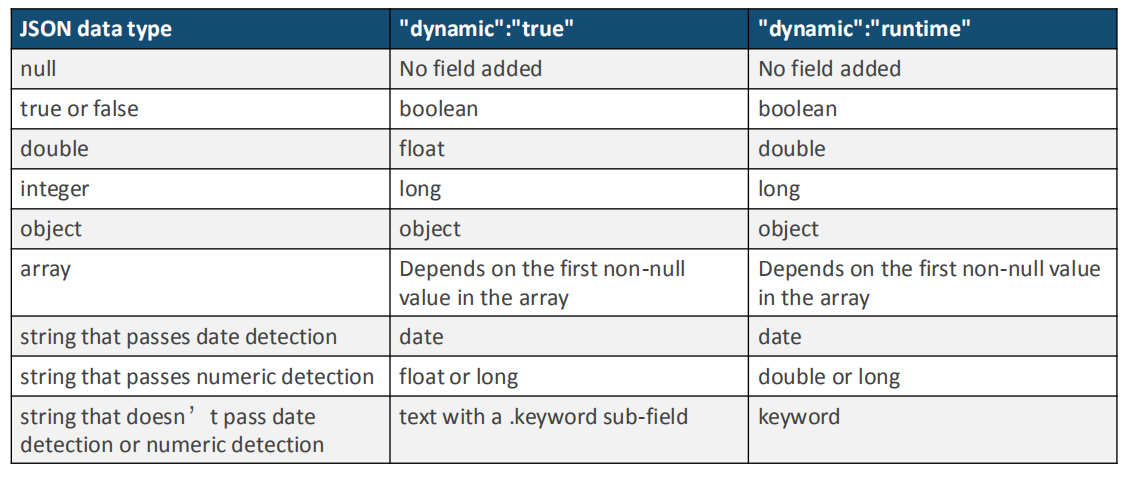 JSON data type "dynamic":"true" "dynamic":"runtime"
null No field added No field added
true or false boolean boolean
double float double
integer long long
object object object
array Depends on the first non-null Depends on the first non-null value
value in the array in the array
string that passes date detection date date
string that passes numeric detection float or long double or long
string that doesn’t pass date text with a .keyword sub-field keyword
detection or numeric detection